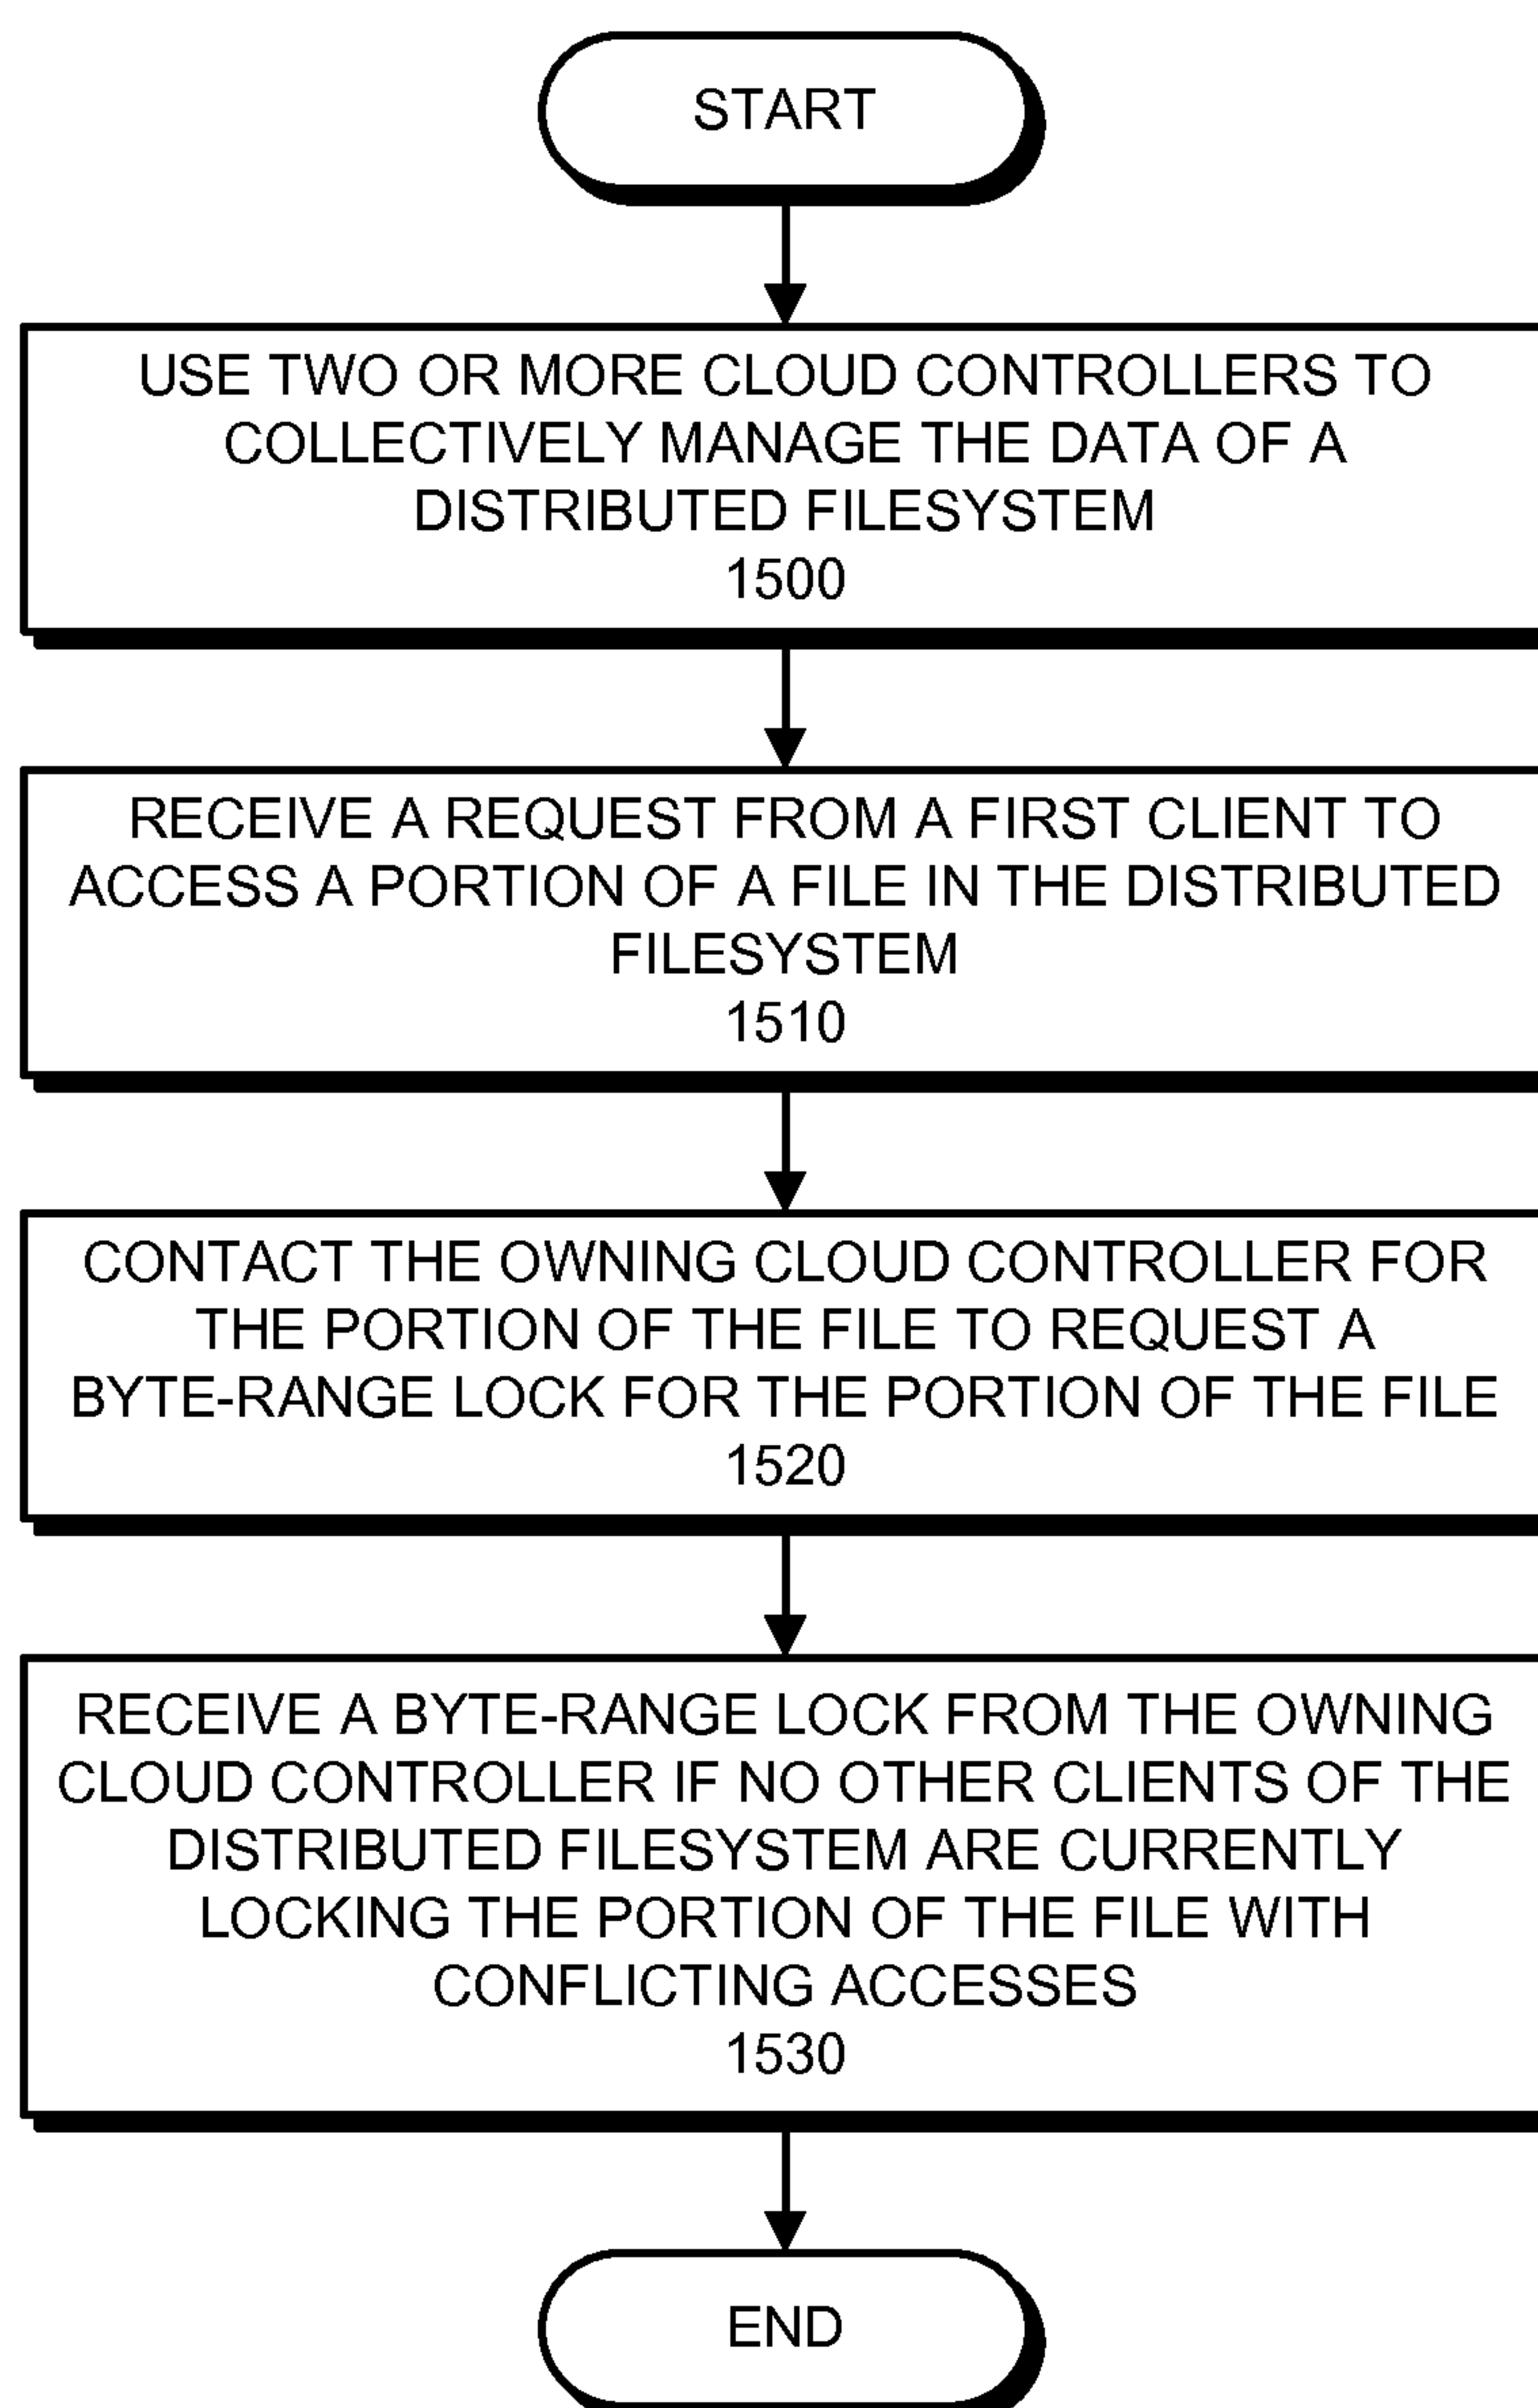 START
USE TWO OR MORE CLOUD CONTROLLERS TO
COLLECTIVELY MANAGE THE DATA OF A
DISTRIBUTED FILESYSTEM
1500
RECEIVE A REQUEST FROM A FIRST CLIENT TO
ACCESS A PORTION OF A FILE IN THE DISTRIBUTED
FILESYSTEM
1510
CONTACT THE OWNING CLOUD CONTROLLER FOR
THE PORTION OF THE FILE TO REQUEST A
BYTE-RANGE LOCK FOR THE PORTION OF THE FILE
1520
RECEIVE A BYTE-RANGE LOCK FROM THE OWNING
CLOUD CONTROLLER IF NO OTHER CLIENTS OF THE
DISTRIBUTED FILESYSTEM ARE CURRENTLY
LOCKING THE PORTION OF THE FILE WITH
CONFLICTING ACCESSES
1530
END